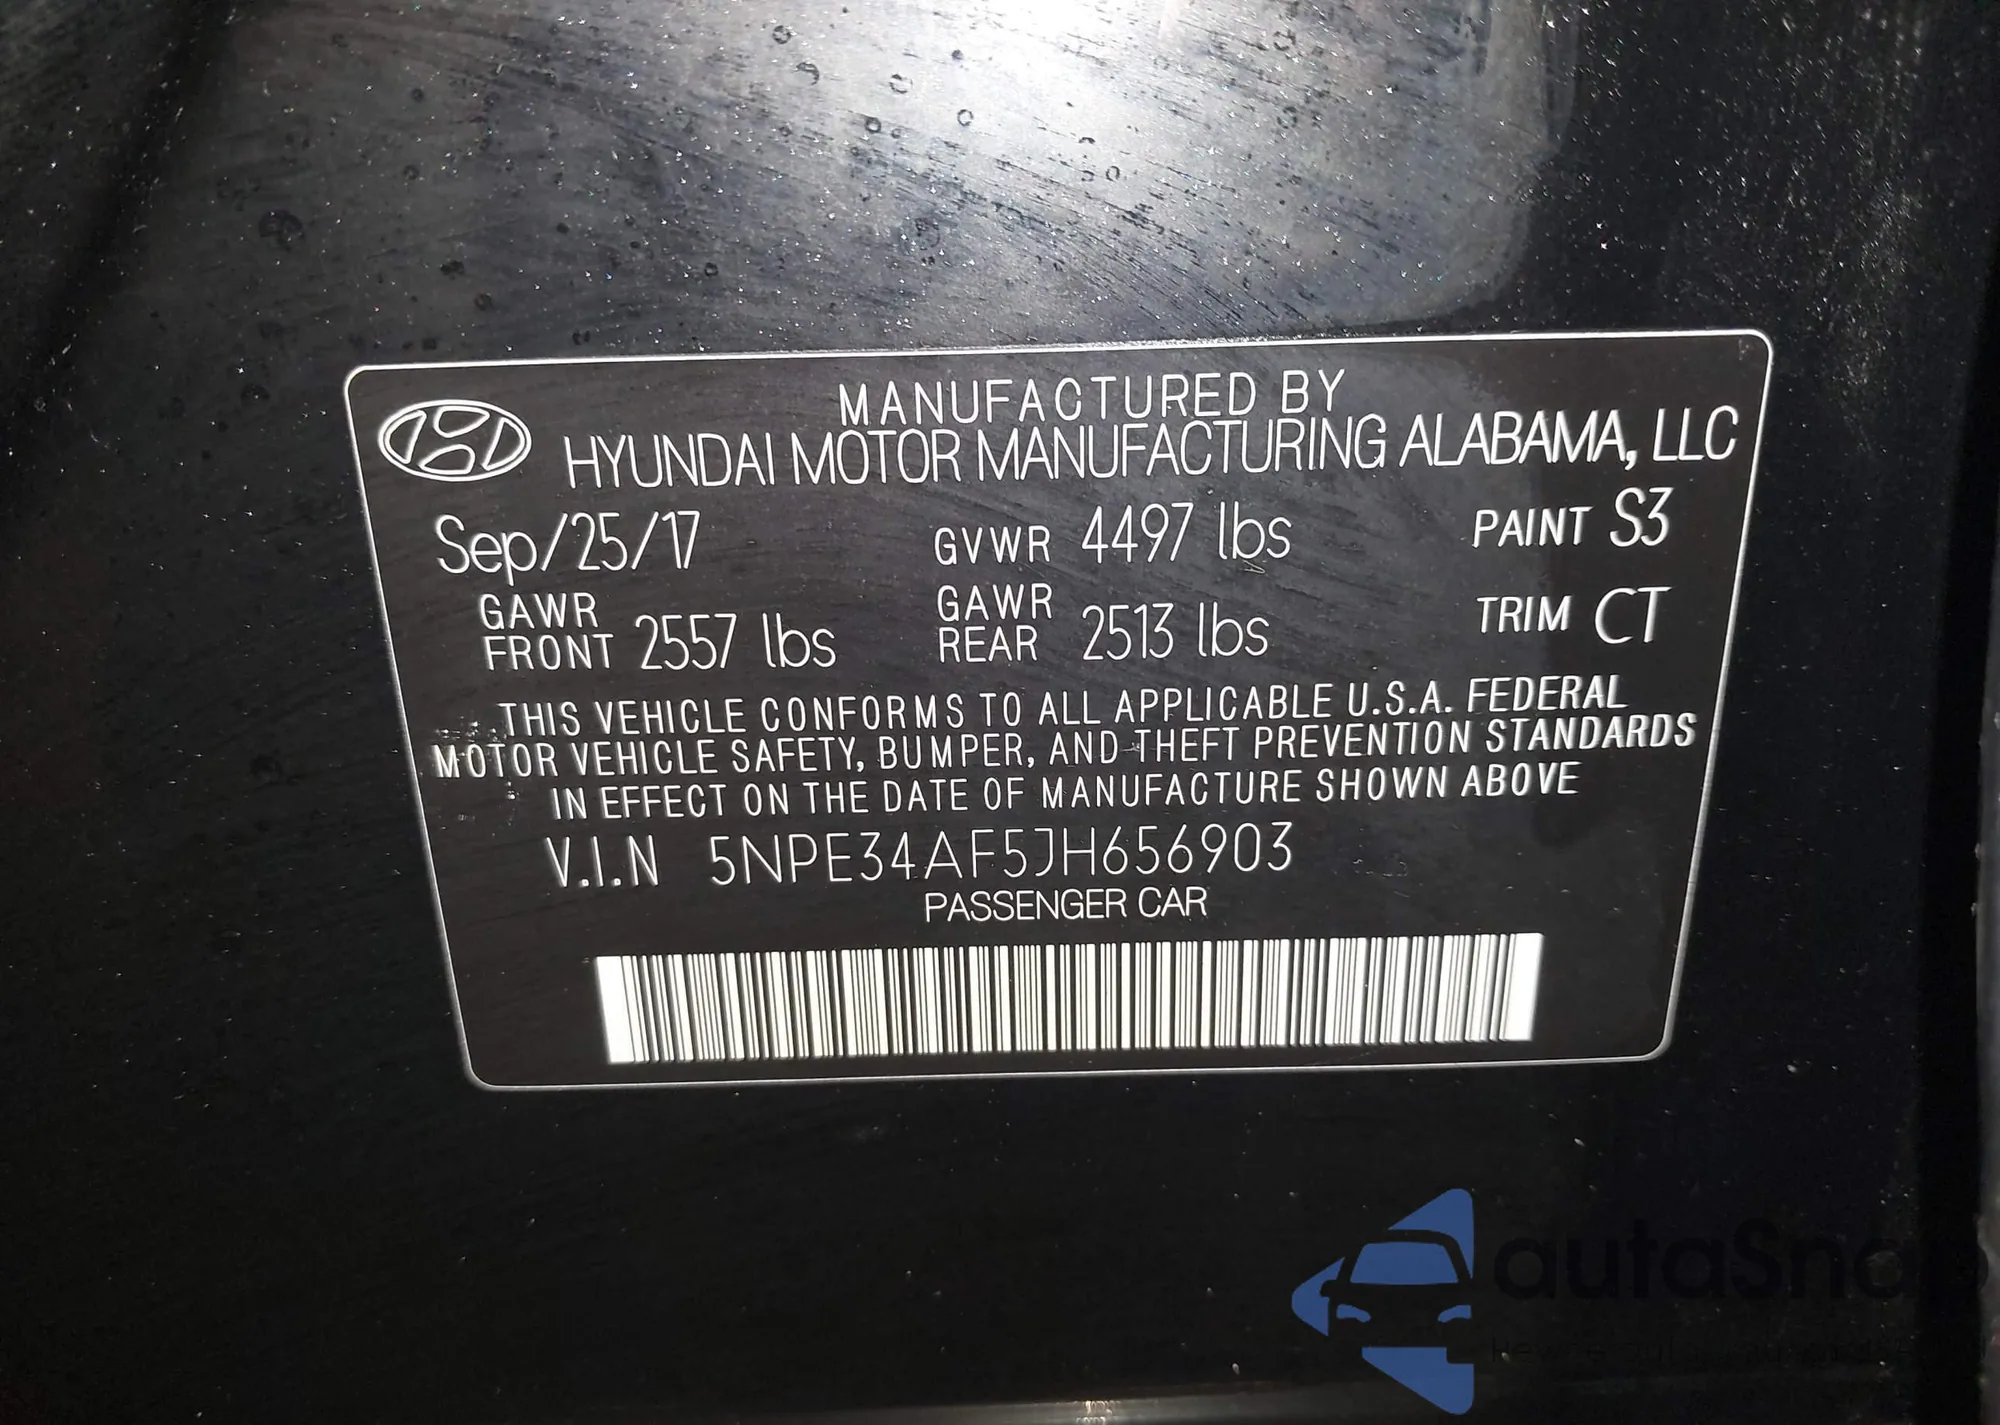 MANUFACTURED BY
HYUNDAI MOTOR MANUFACTURING ALABAMA, LLC
Sep/25/17 GVWR 4497 lbs PAINT S3
GAWR FRONT 2557 lbs GAWR REAR 2513 lbs TRIM CT
THIS VEHICLE CONFORMS TO ALL APPLICABLE U.S.A. FEDERAL
MOTOR VEHICLE SAFETY, BUMPER, AND THEFT PREVENTION STANDARDS
IN EFFECT ON THE DATE OF MANUFACTURE SHOWN ABOVE
V.I.N 5NPE34AF5JH656903
PASSENGER CAR
autaSnap